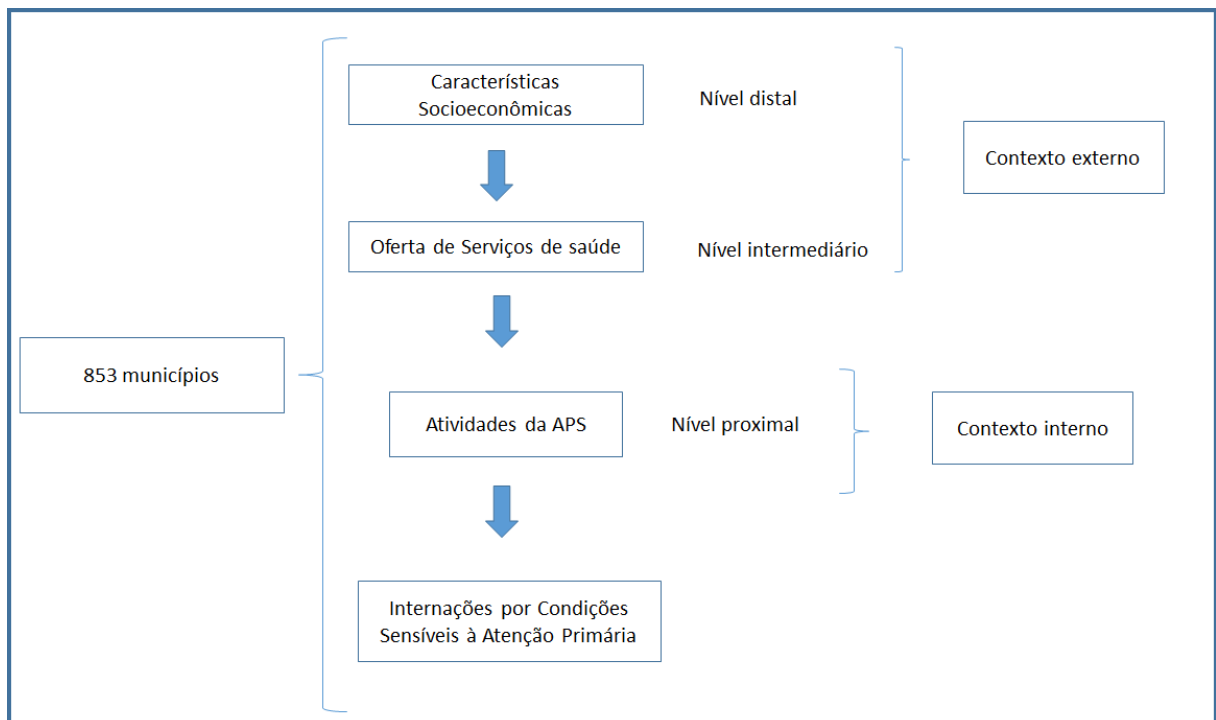 Características
Socioeconômicas
Nível distal
Contexto externo
Oferta de Serviços de saúde
Nível intermediário
853 municípios
Atividades da APS
Nível proximal
Contexto interno
Internações por Condições
Sensíveis à Atenção Primária